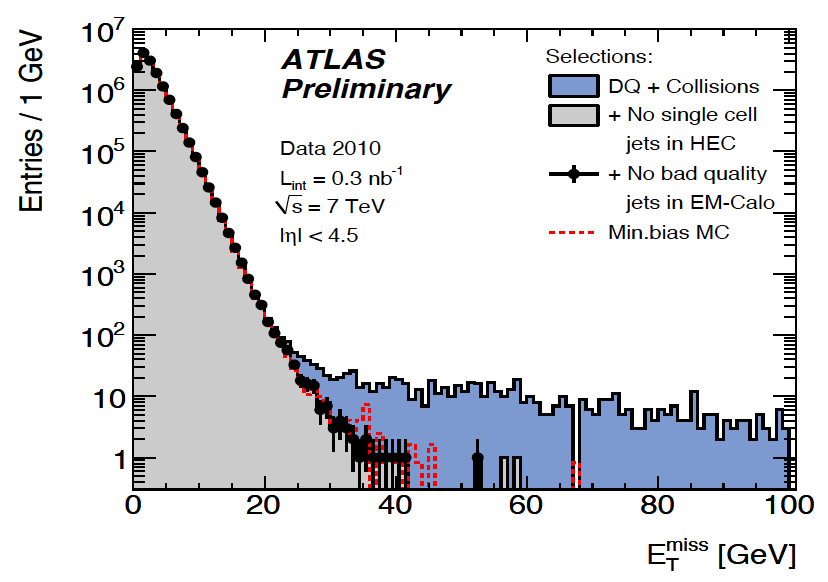 Entries / 1 GeV
10^7
10^6
10^5
10^4
10^3
10^2
10
1
ATLAS
Preliminary
Data 2010
L_int = 0.3 nb^-1
√s = 7 TeV
|η| < 4.5
Selections:
DQ + Collisions
+ No single cell
jets in HEC
+ No bad quality
jets in EM-Calo
Min.bias MC
0 20 40 60 80 100
E_T^miss [GeV]